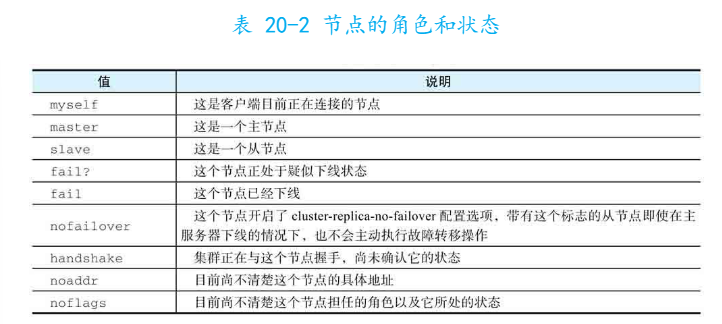 表 20-2 节点的角色和状态
值 说明
myself 这是客户端目前正在连接的节点
master 这是一个主节点
slave 这是一个从节点
fail? 这个节点正处于疑似下线状态
fail 这个节点已经下线
nofailover 这个节点开启了 cluster-replica-no-failover 配置选项，带有这个标志的从节点即使在主
服务器下线的情况下，也不会主动执行故障转移操作
handshake 集群正在与这个节点握手，尚未确认它的状态
noaddr 目前尚不清楚这个节点的具体地址
noflags 目前尚不清楚这个节点担任的角色以及它所处的状态